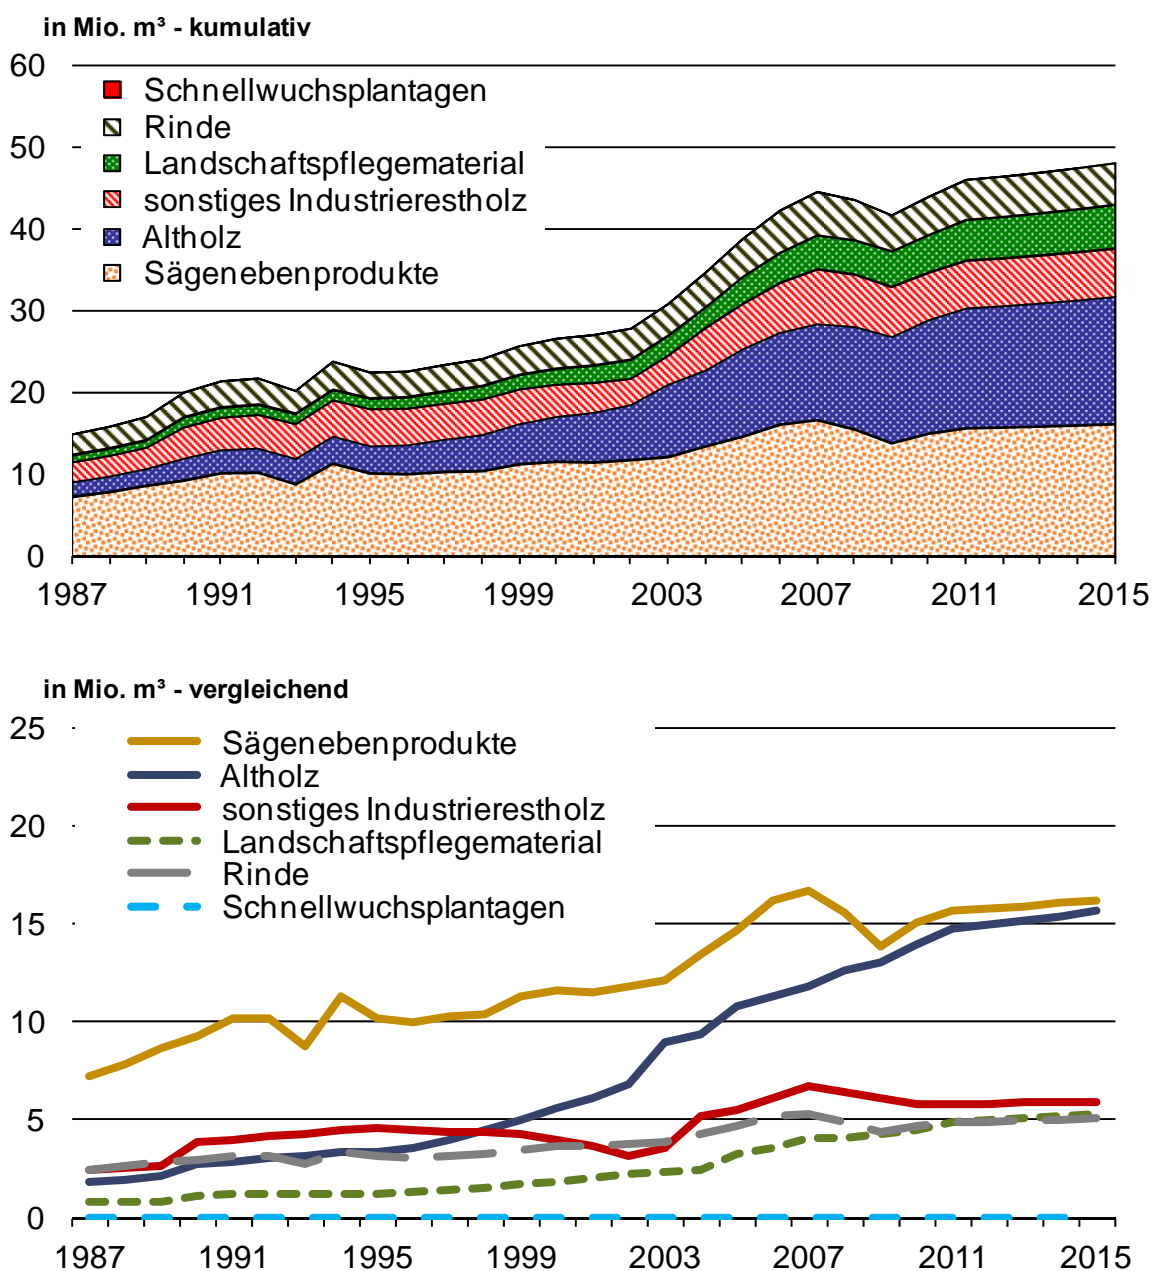 in Mio. m³ - kumulativ
60
50
40
30
20
10
0
Schnellwuchsplantagen
Rinde
Landschaftspflegematerial
sonstiges Industrierestholz
Altholz
Sägenebenprodukte
1987 1991 1995 1999 2003 2007 2011 2015
in Mio. m³ - vergleichend
25
20
15
10
5
0
Sägenebenprodukte
Altholz
sonstiges Industrierestholz
Landschaftspflegematerial
Rinde
Schnellwuchsplantagen
1987 1991 1995 1999 2003 2007 2011 2015